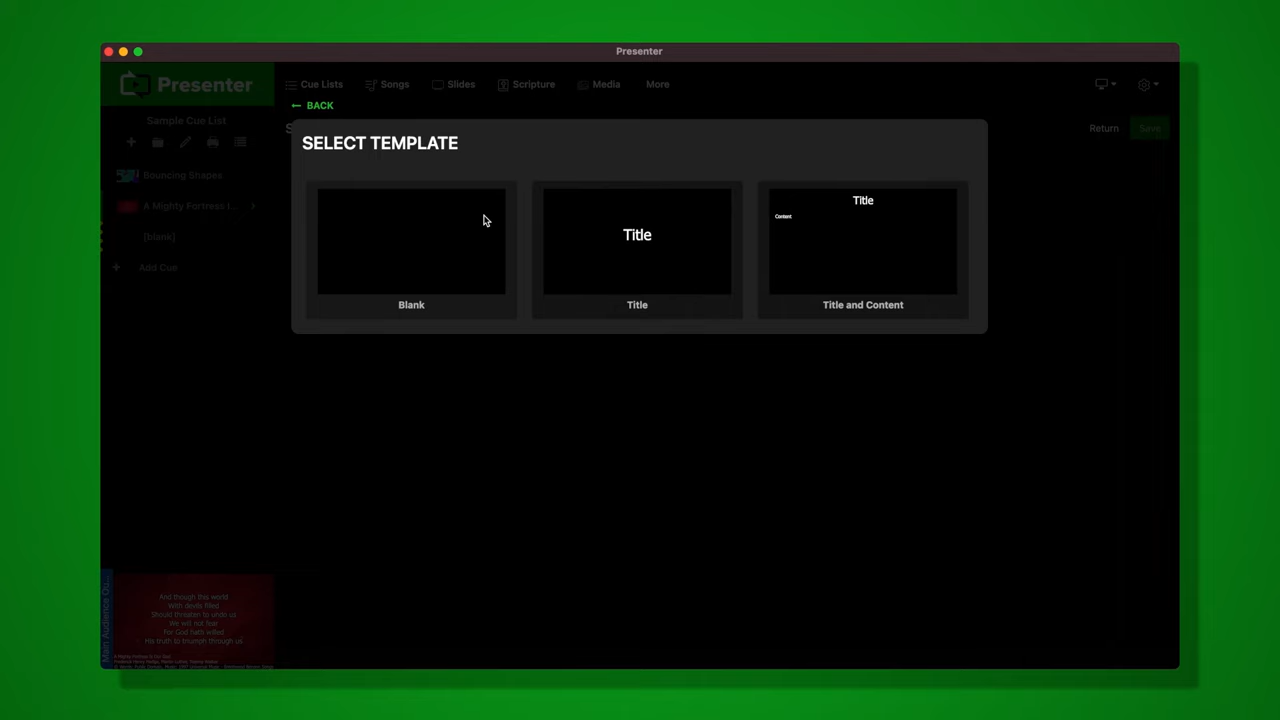 Presenter
Presenter
Cue Lists
Songs
Slides
Scripture
Media
More
BACK
Sample Cue List
SELECT TEMPLATE
Return
Save
Bouncing Shapes
A Mighty Fortress I...
[blank]
Add Cue
Title
Title
Content
Blank
Title
Title and Content
Main Audience Ou...
And though this world
With devils filled
Should threaten to undo us
We will not fear
For God hath willed
His truth to triumph through us.